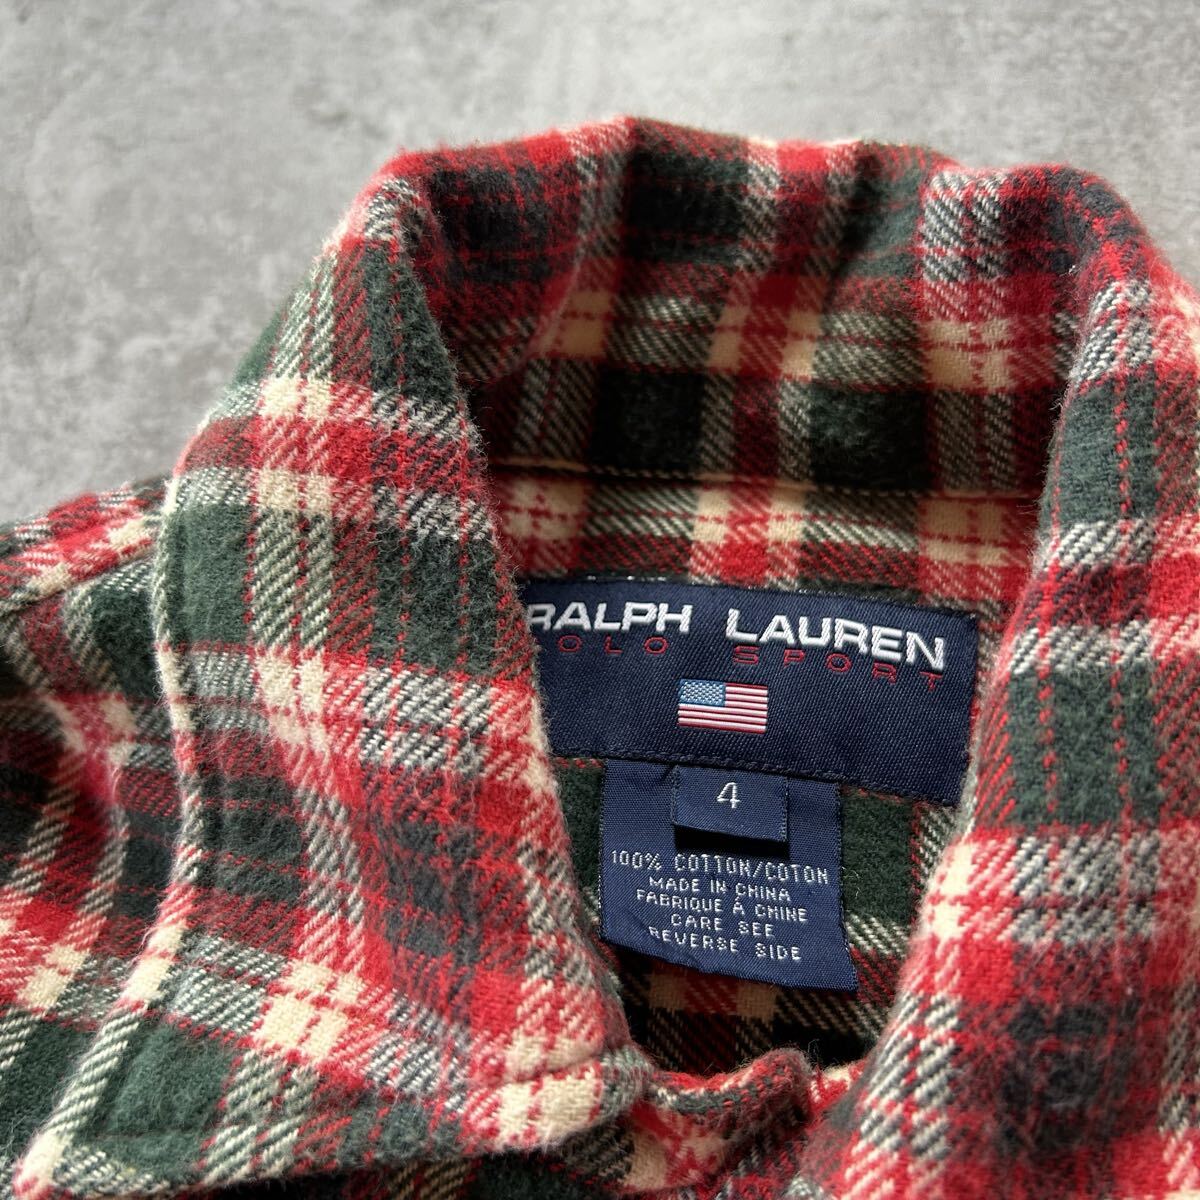 RALPH LAUREN
POLO SPORT
4
100% COTTON/COTON
MADE IN CHINA
FABRIQUE À CHINE
CARE SEE
REVERSE SIDE